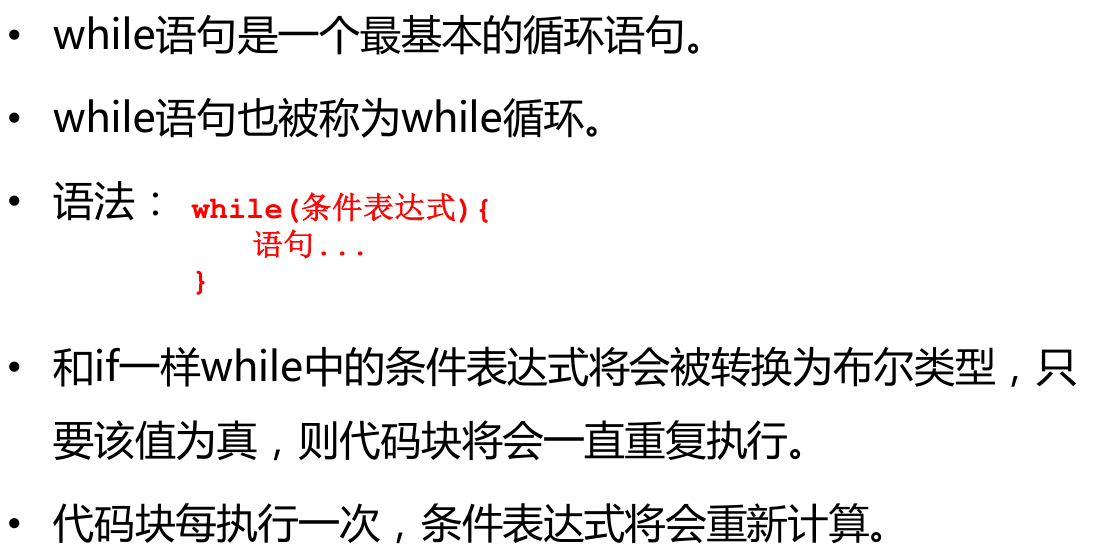 • while语句是一个最基本的循环语句。
• while语句也被称为while循环。
• 语法： while(条件表达式){
语句...
}
• 和if一样while中的条件表达式将会被转换为布尔类型，只
要该值为真，则代码块将会一直重复执行。
• 代码块每执行一次，条件表达式将会重新计算。